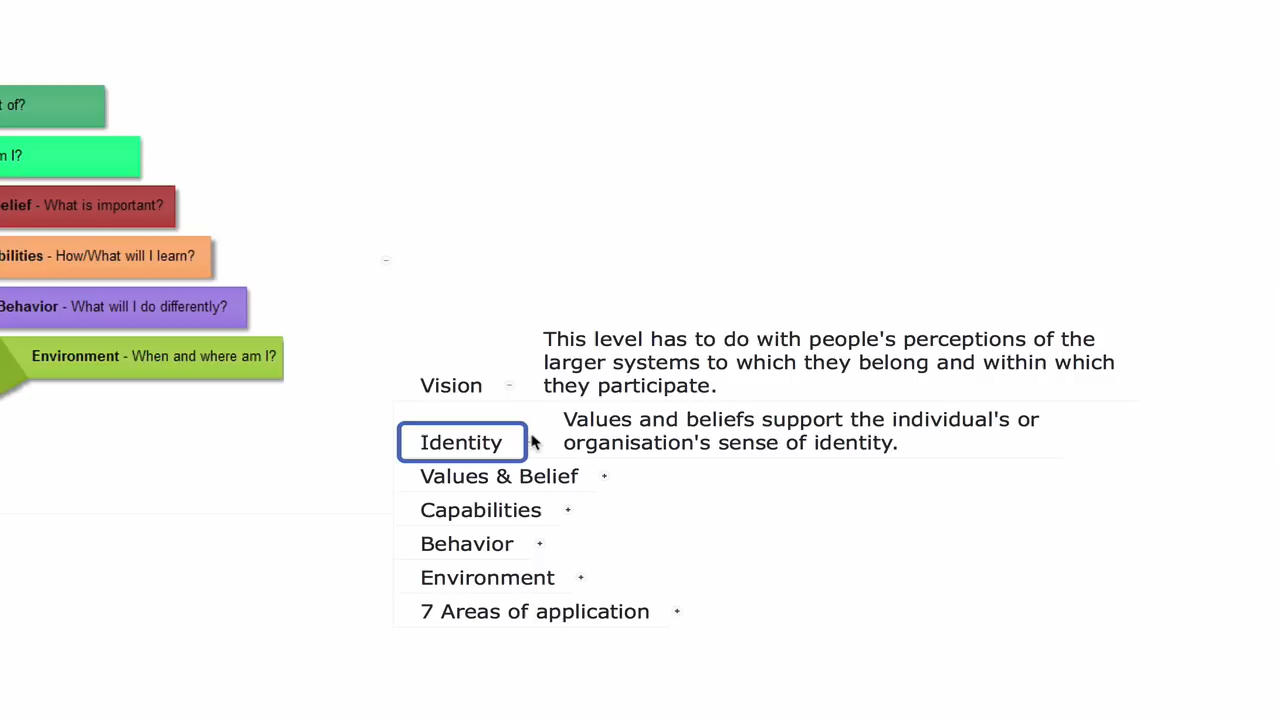 of?
I?
- What is important?
- How/What will I learn?
Behavior - What will I do differently?
Environment - When and where am I?
This level has to do with people's perceptions of the
larger systems to which they belong and within which
they participate.
Vision
Values and beliefs support the individual's or
organisation's sense of identity.
Identity
Values & Belief
Capabilities
Behavior
Environment
7 Areas of application